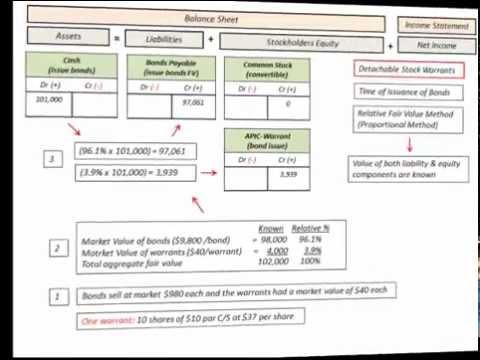 Balance Sheet
Income Statement
Assets = Liabilities + Stockholders Equity + Net Income
Cash
(issue bonds)
Dr (+) Cr (-)
101,000
Bonds Payable
(issue bonds FV)
Dr (-) Cr (+)
97,061
Common Stock
(convertible)
Dr (-) Cr (+)
0
Detachable Stock Warrants
Time of Issuance of Bonds
Relative Fair Value Method
(Proportional Method)
Value of both liability & equity
components are known
APIC-Warrant
(bond issue)
Dr (-) Cr (+)
3,939
3
(96.1% x 101,000) = 97,061
(3.9% x 101,000) = 3,939
2
Known Relative %
Market Value of bonds ($9,800 /bond) = 98,000 96.1%
Matrket Value of warrants ($40/warrant) = 4,000 3.9%
Total aggregate fair value 102,000 100%
1
Bonds sell at market $980 each and the warrants had a market value of $40 each
One warrant: 10 shares of $10 par C/S at $37 per share